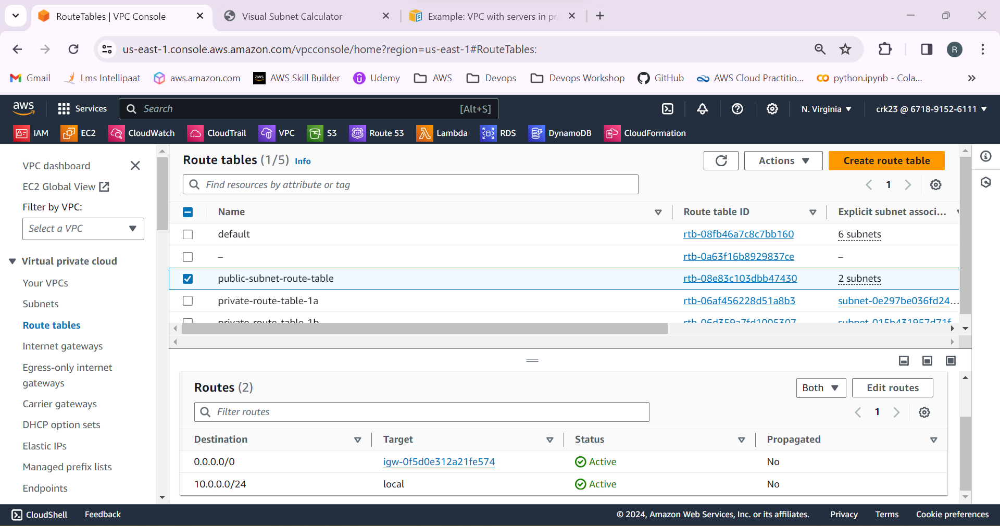 RouteTables | VPC Console
Visual Subnet Calculator
Example: VPC with servers in pri
us-east-1.console.aws.amazon.com/vpcconsole/home?region=us-east-1#RouteTables:
R
Gmail
Lms Intellipaat
aws.amazon.com
aws
AWS Skill Builder
Udemy
AWS
Devops
Devops Workshop
GitHub
AWS Cloud Practitio...
python.ipynb - Cola...
aws
Services
Search
[Alt+S]
N. Virginia
crk23 @ 6718-9152-6111
IAM
EC2
CloudWatch
CloudTrail
VPC
S3
Route 53
Lambda
RDS
DynamoDB
CloudFormation
VPC dashboard
EC2 Global View
Filter by VPC:
Select a VPC
Virtual private cloud
Your VPCs
Subnets
Route tables
Internet gateways
Egress-only internet
gateways
Carrier gateways
DHCP option sets
Elastic IPs
Managed prefix lists
Endpoints
Route tables (1/5) Info
Actions
Create route table
Find resources by attribute or tag
1
Name Route table ID Explicit subnet associ...
default rtb-08fb46a7c8c7bb160 6 subnets
– rtb-0a63f16b8929837ce –
public-subnet-route-table rtb-08e83c103dbb47430 2 subnets
private-route-table-1a rtb-06af456228d51a8b3 subnet-0e297be036fd24...
private-route-table-1b rtb-06d359a7fd1005307 subnet-015b431957d71f
Routes (2)
Both
Edit routes
Filter routes
1
Destination Target Status Propagated
0.0.0.0/0 igw-0f5d0e312a21fe574 Active No
10.0.0.0/24 local Active No
CloudShell
Feedback
© 2024, Amazon Web Services, Inc. or its affiliates.
Privacy
Terms
Cookie preferences